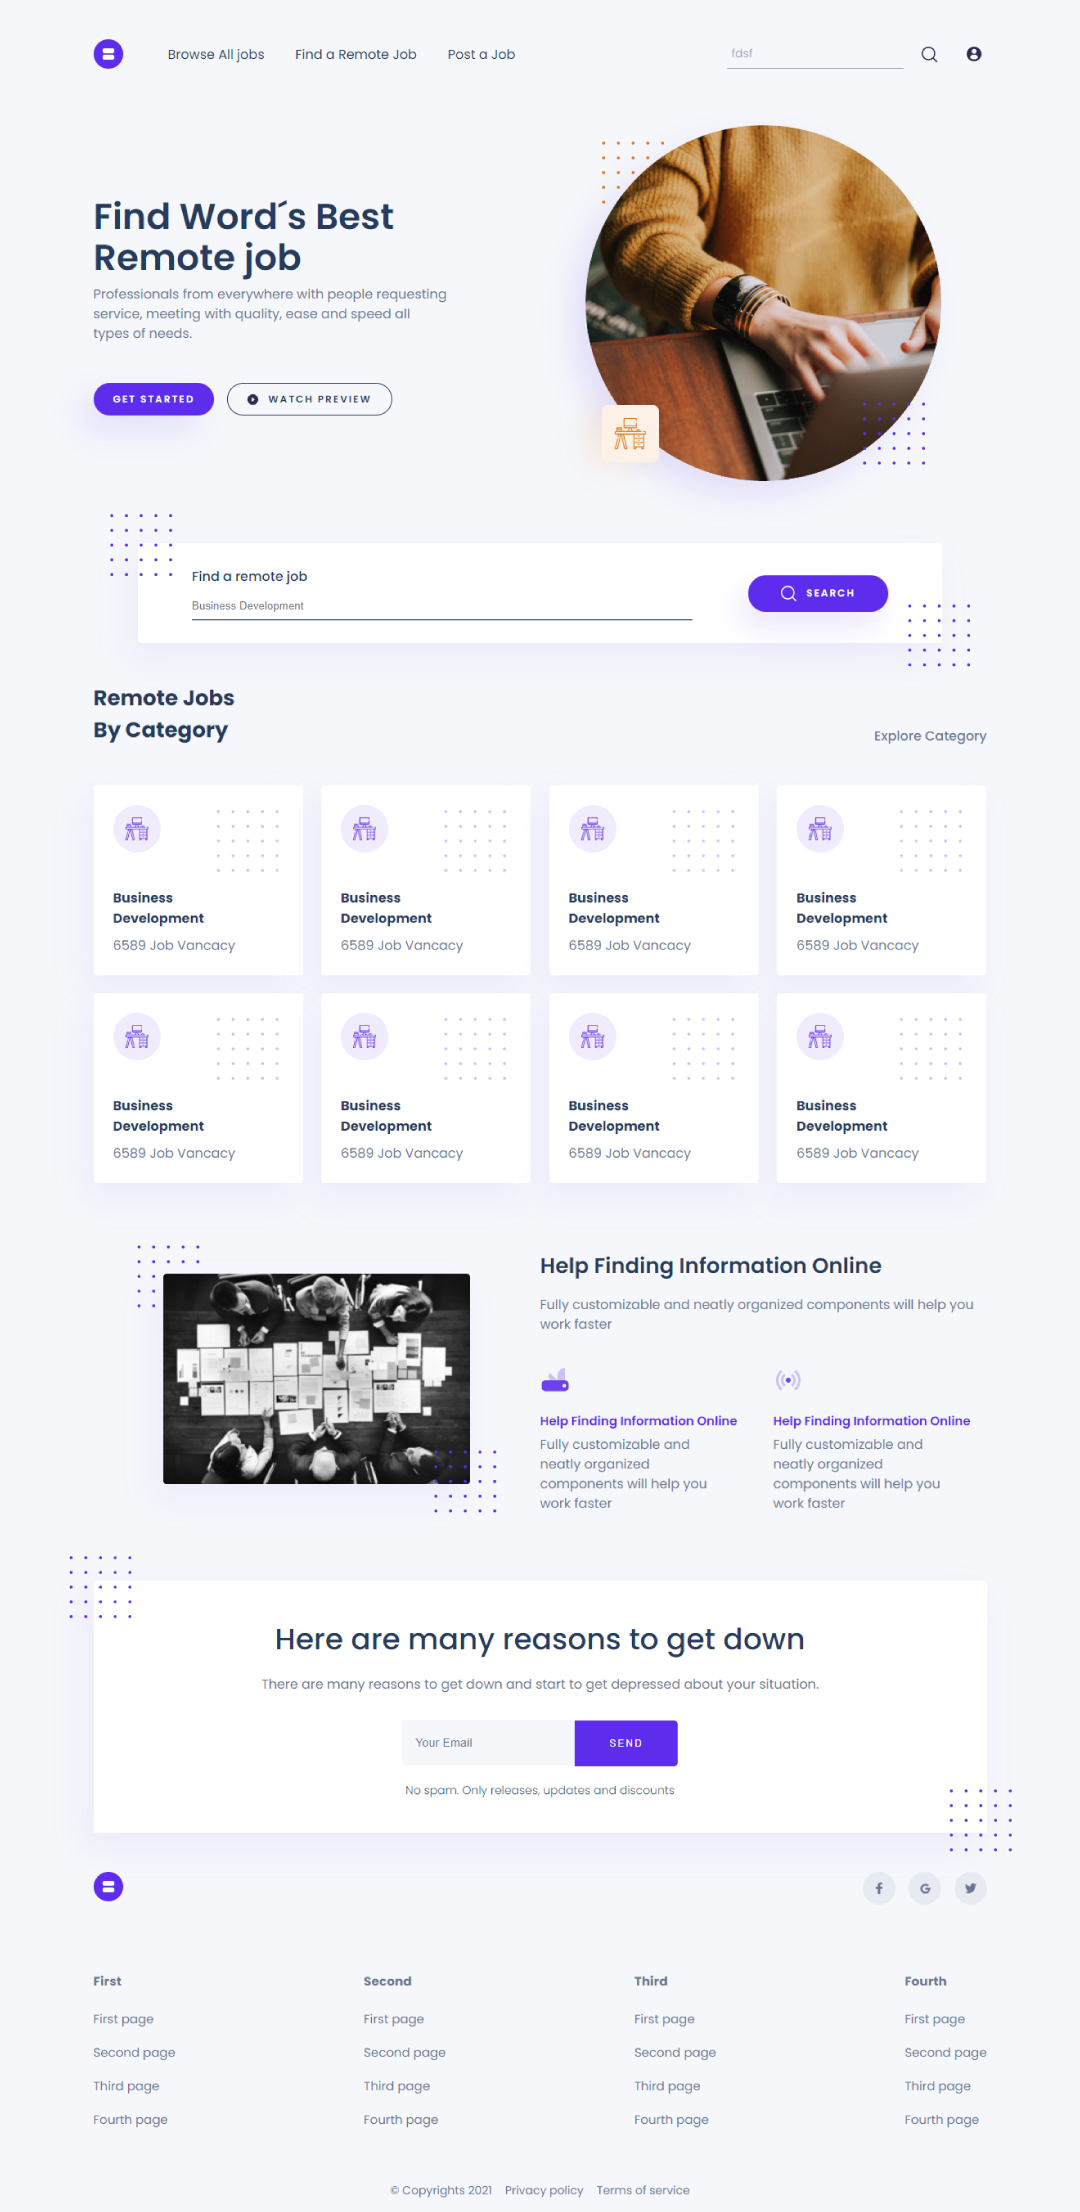 Browse All jobs
Find a Remote Job
Post a Job
fdsf
Find Word´s Best
Remote job
Professionals from everywhere with people requesting
service, meeting with quality, ease and speed all
types of needs.
GET STARTED
WATCH PREVIEW
Find a remote job
Business Development
SEARCH
Remote Jobs
By Category
Explore Category
Business
Development
6589 Job Vancacy
Business
Development
6589 Job Vancacy
Business
Development
6589 Job Vancacy
Business
Development
6589 Job Vancacy
Business
Development
6589 Job Vancacy
Business
Development
6589 Job Vancacy
Business
Development
6589 Job Vancacy
Business
Development
6589 Job Vancacy
Help Finding Information Online
Fully customizable and neatly organized components will help you
work faster
Help Finding Information Online
Fully customizable and
neatly organized
components will help you
work faster
Help Finding Information Online
Fully customizable and
neatly organized
components will help you
work faster
Here are many reasons to get down
There are many reasons to get down and start to get depressed about your situation.
Your Email
SEND
No spam. Only releases, updates and discounts
First
First page
Second page
Third page
Fourth page
Second
First page
Second page
Third page
Fourth page
Third
First page
Second page
Third page
Fourth page
Fourth
First page
Second page
Third page
Fourth page
© Copyrights 2021
Privacy policy
Terms of service